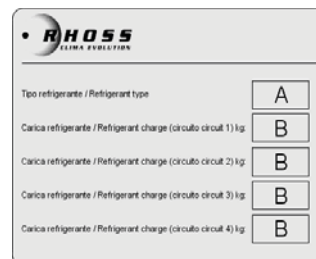 RHOSS
CLIMA EVOLUTION
Tipo refrigerante / Refrigerant type A
Carica refrigerante / Refrigerant charge (circuito circuit 1) kg: B
Carica refrigerante / Refrigerant charge (circuito circuit 2) kg: B
Carica refrigerante / Refrigerant charge (circuito circuit 3) kg: B
Carica refrigerante / Refrigerant charge (circuito circuit 4) kg: B